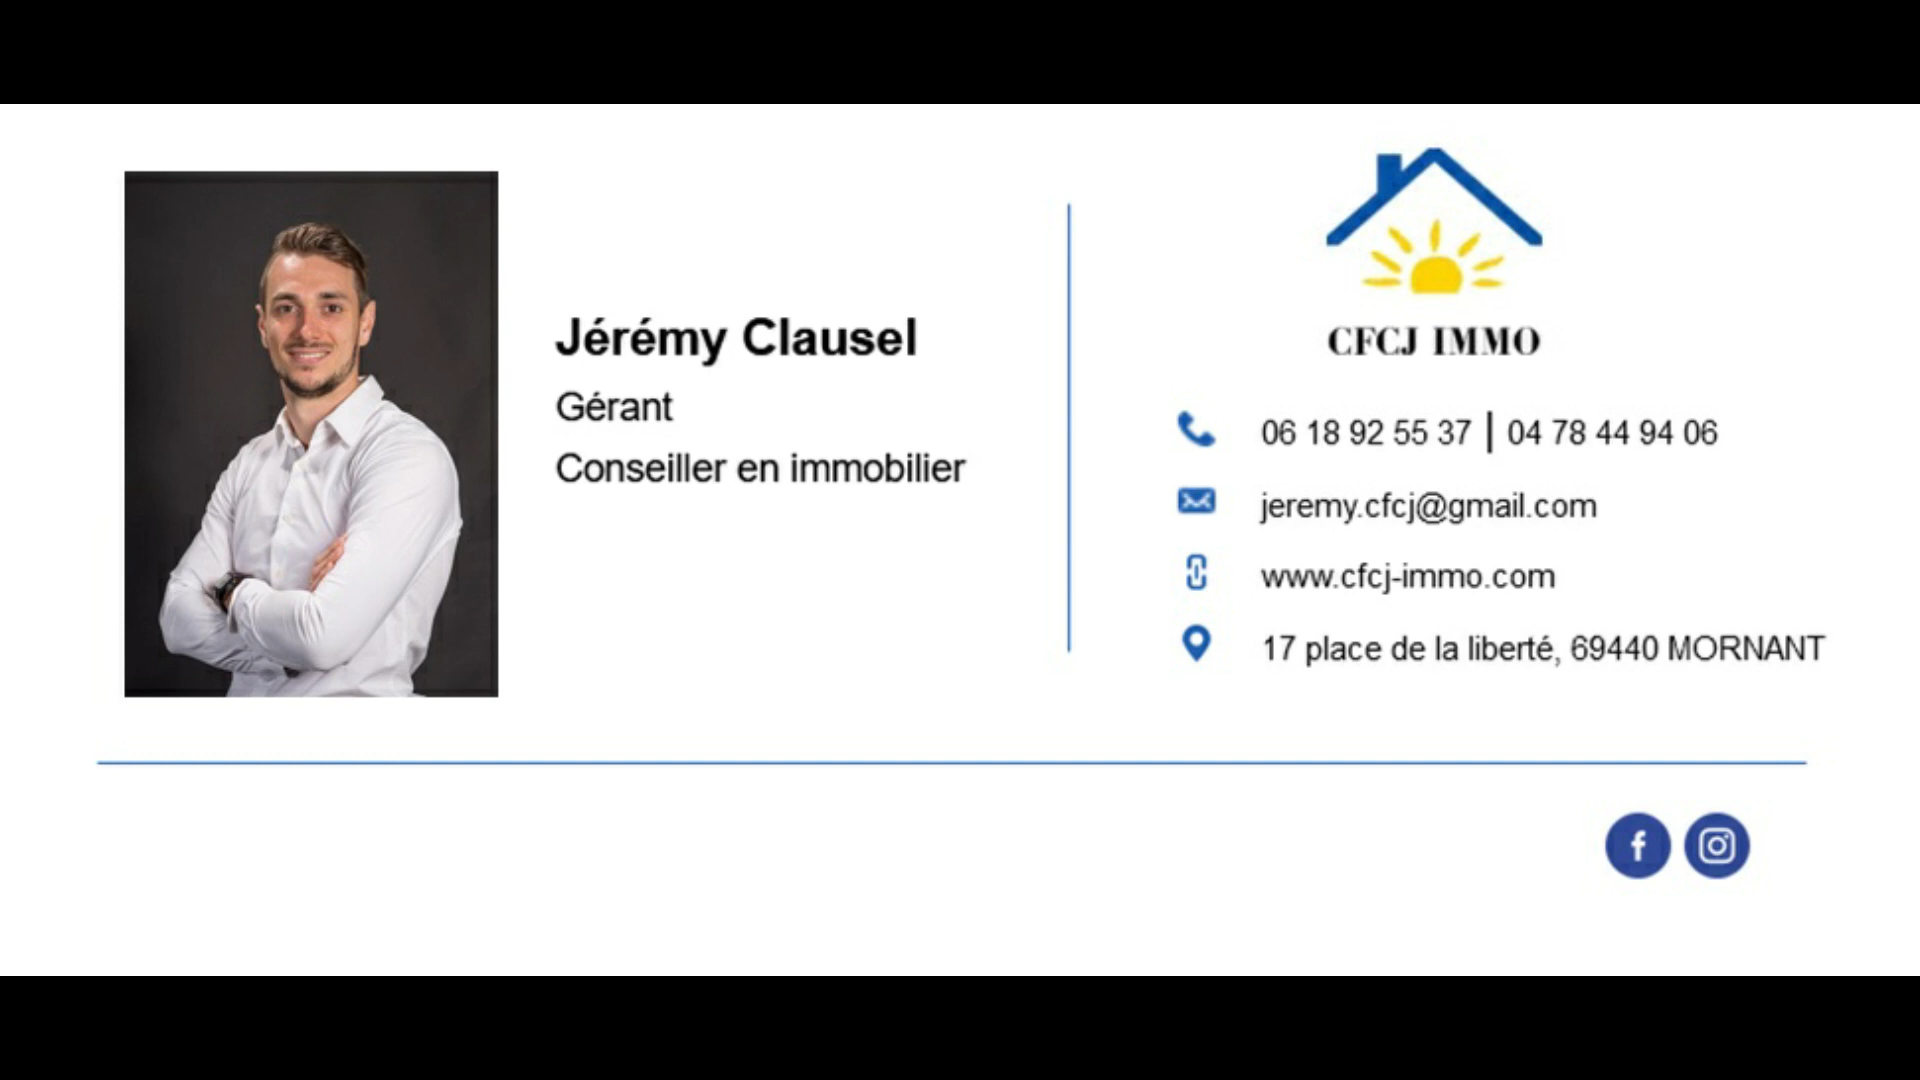 Jérémy Clausel
Gérant
Conseiller en immobilier
CFCJ IMMO
06 18 92 55 37 | 04 78 44 94 06
jeremy.cfcj@gmail.com
www.cfcj-immo.com
17 place de la liberté, 69440 MORNANT